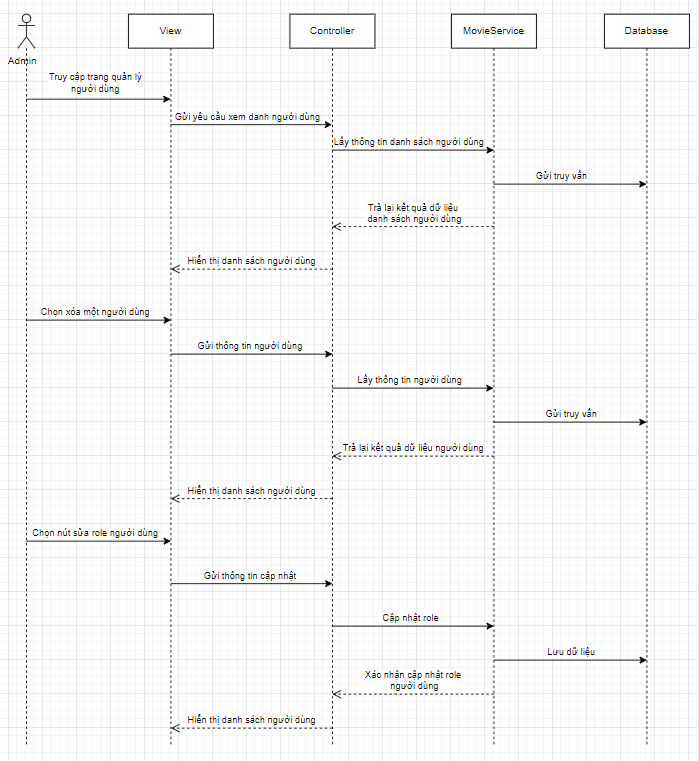 View
Controller
MovieService
Database
Admin
Truy cập trang quản lý
người dùng
Gửi yêu cầu xem danh người dùng
Lấy thông tin danh sách người dùng
Gửi truy vấn
Trả lại kết quả dữ liệu
danh sách người dùng
Hiển thị danh sách người dùng
Chọn xóa một người dùng
Gửi thông tin người dùng
Lấy thông tin người dùng
Gửi truy vấn
Trả lại kết quả dữ liệu người dùng
Hiển thị danh sách người dùng
Chọn nút sửa role người dùng
Gửi thông tin cập nhật
Cập nhật role
Lưu dữ liệu
Xác nhận cập nhật role
người dùng
Hiển thị danh sách người dùng